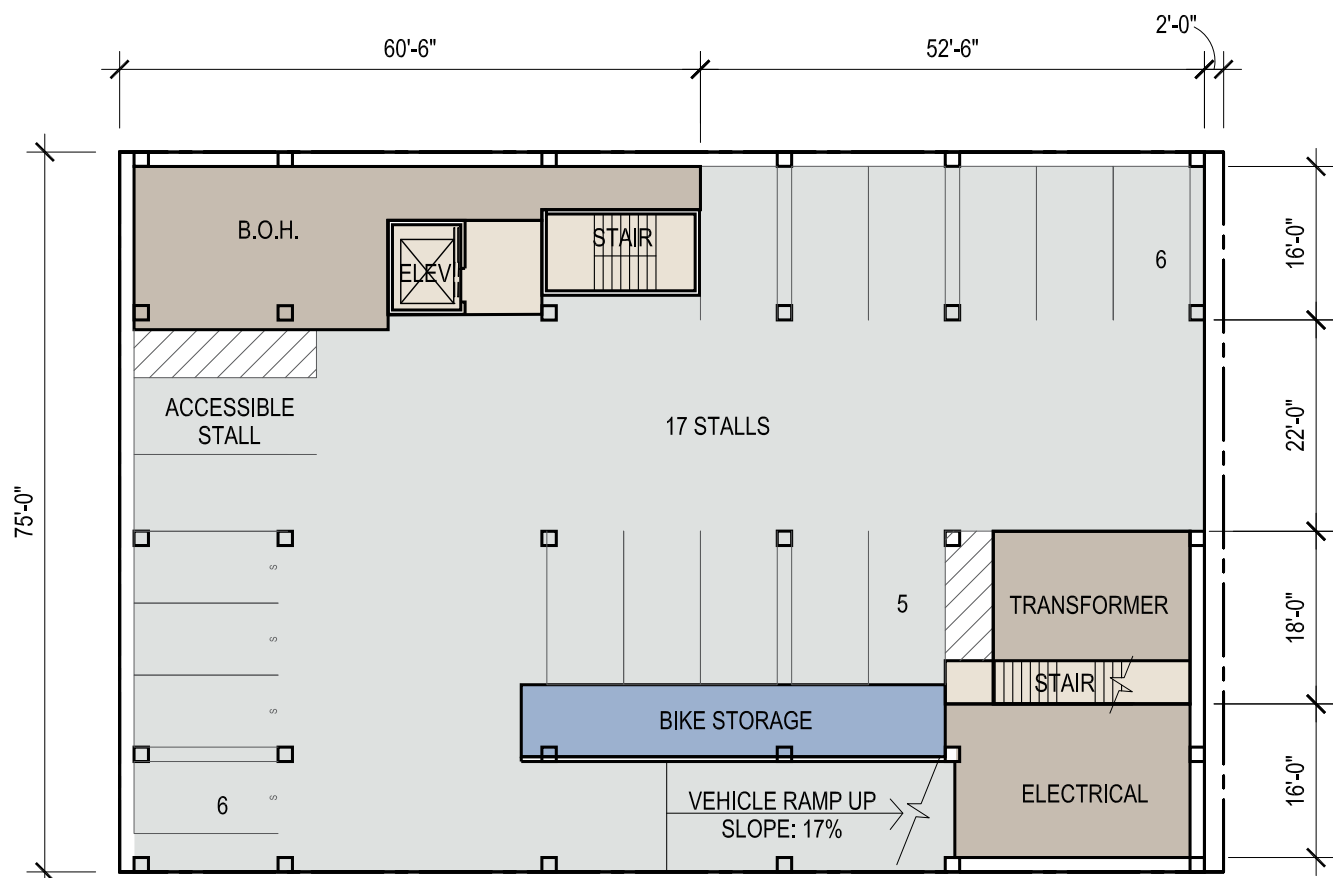 60'-6"
52'-6"
2'-0"
B.O.H.
STAIR
ELEV
6
16'-0"
ACCESSIBLE
STALL
17 STALLS
22'-0"
75'-0"
S
5
TRANSFORMER
18'-0"
S
STAIR
S
BIKE STORAGE
6
S
VEHICLE RAMP UP
SLOPE: 17%
ELECTRICAL
16'-0"